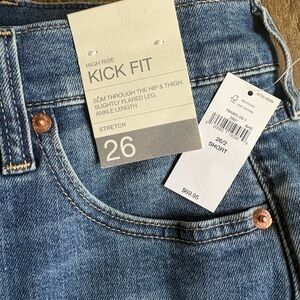 HIGH RISE
KICK FIT
SLIM THROUGH THE HIP & THIGH
SLIGHTLY FLARED LEG.
ANKLE LENGTH.
STRETCH
26
26/2
SHORT
$69.95